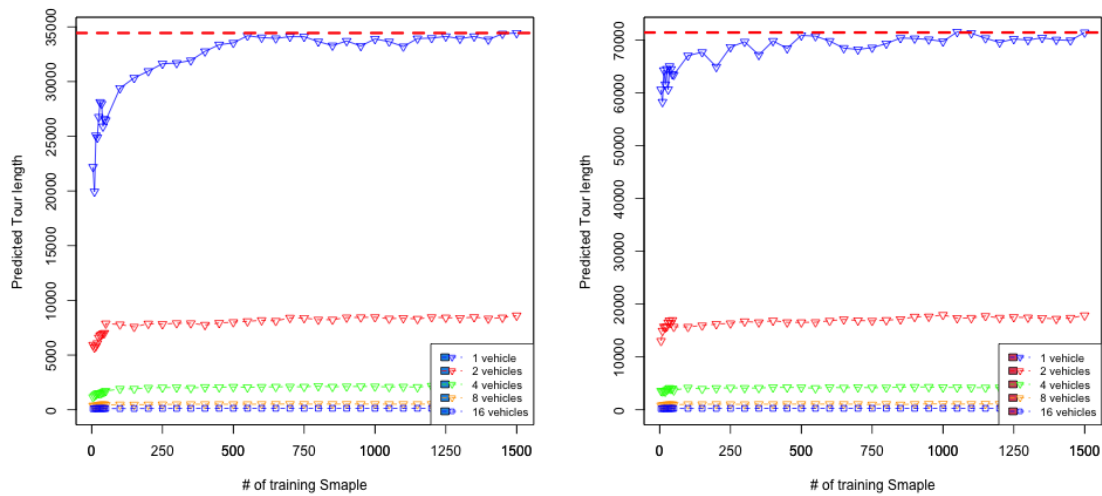 35000
30000
25000
20000
15000
10000
5000
0
Predicted Tour length
1 vehicle
2 vehicles
4 vehicles
8 vehicles
16 vehicles
0 250 500 750 1000 1250 1500
# of training Smaple
70000
60000
50000
40000
30000
20000
10000
0
Predicted Tour length
1 vehicle
2 vehicles
4 vehicles
8 vehicles
16 vehicles
0 250 500 750 1000 1250 1500
# of training Smaple